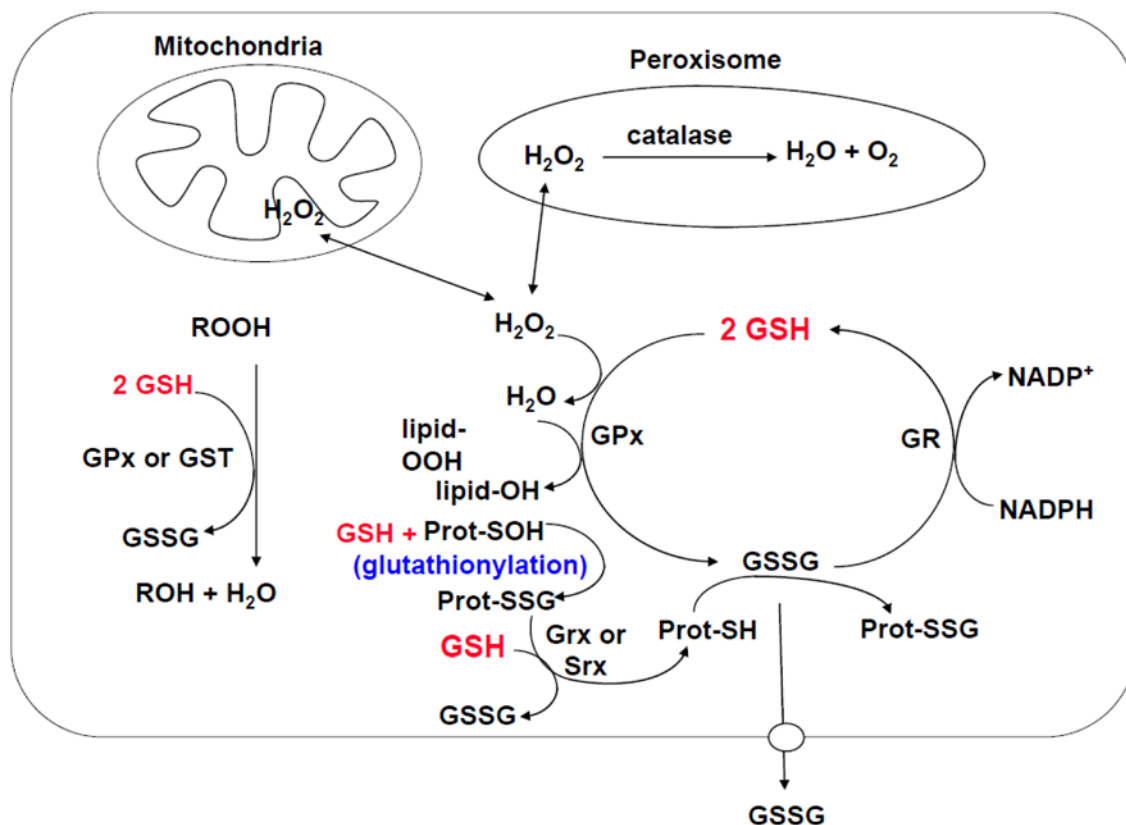 Mitochondria
Peroxisome
H₂O₂
catalase
H₂O + O₂
H₂O₂
H₂O₂
ROOH
2 GSH
2 GSH
NADP⁺
H₂O
GPx
GR
lipid-
OOH
GPx or GST
lipid-OH
NADPH
GSSG
GSH + Prot-SOH
(glutathionylation)
GSSG
ROH + H₂O
Prot-SSG
GSH
Grx or
Srx
Prot-SH
Prot-SSG
GSSG
GSSG